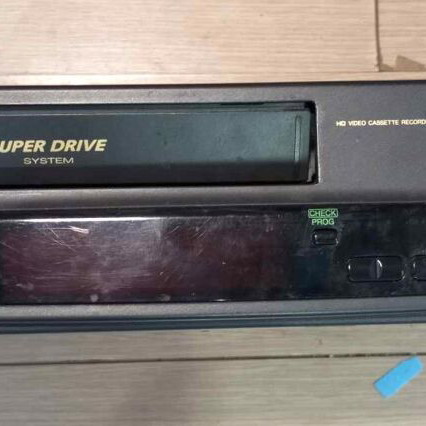 UPER DRIVE
SYSTEM
HQ VIDEO CASSETTE RECORD
CHECK
PROG